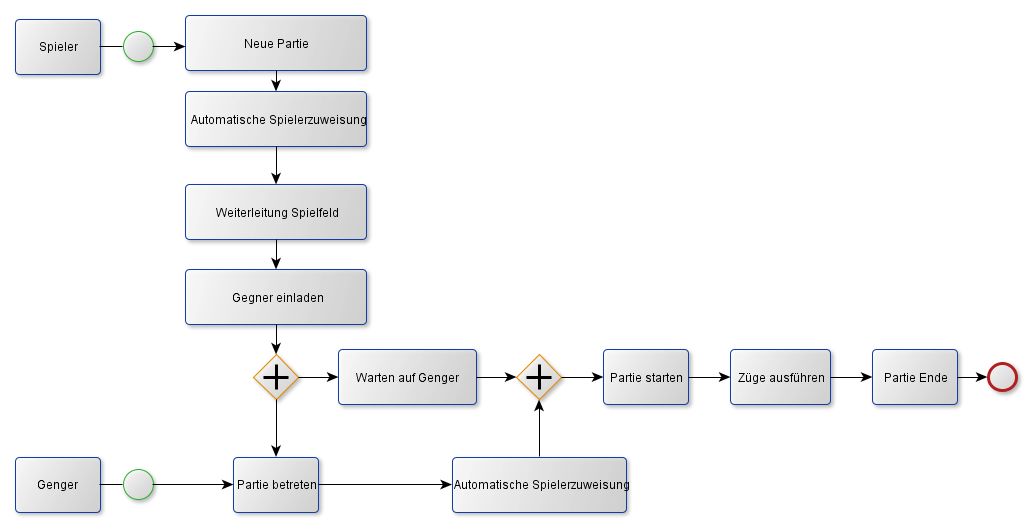 Spieler
Neue Partie
Automatische Spielerzuweisung
Weiterleitung Spielfeld
Gegner einladen
Warten auf Genger
Partie starten
Züge ausführen
Partie Ende
Genger
Partie betreten
Automatische Spielerzuweisung